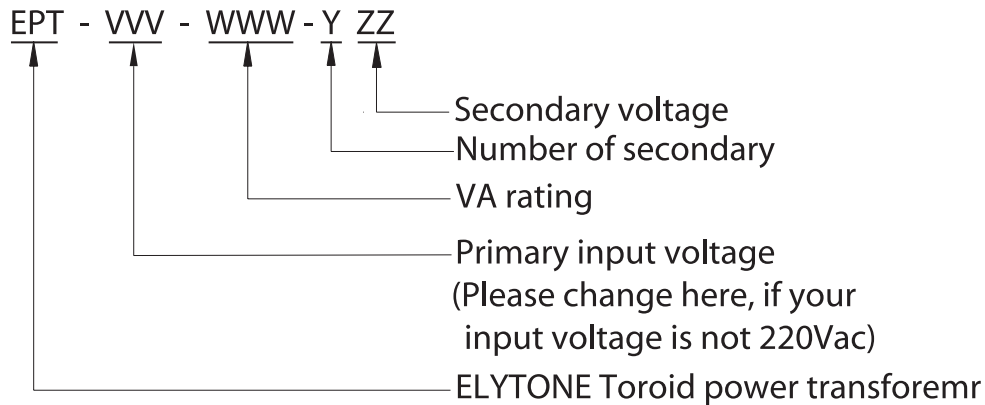 EPT - VVV - WWW - Y ZZ
Secondary voltage
Number of secondary
VA rating
Primary input voltage
(Please change here, if your
input voltage is not 220Vac)
ELYTONE Toroid power transforemr